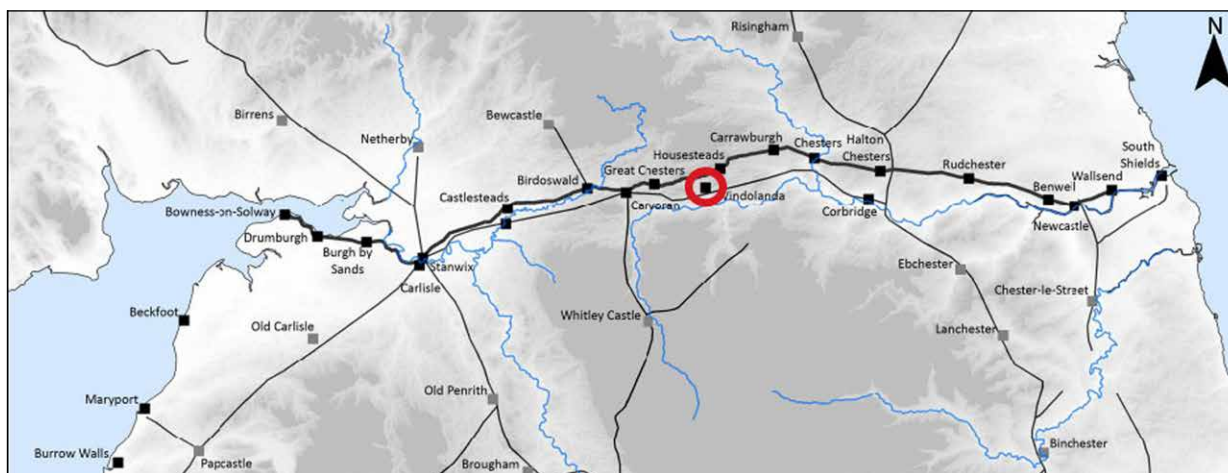 Risingham
N
Birrens
Netherby
Bewcastle
Carrawburgh
Chesters
Halton
Chesters
Housesteads
South
Shields
Great Chesters
Rudchester
Wallsend
Birdoswald
Benwell
Castlesteads
Vindolanda
Bowness-on-Solway
Carvoran
Corbridge
Newcastle
Drumburgh
Burgh by
Sands
Stanwix
Carlisle
Ebchester
Chester-le-Street
Beckfoot
Whitley Castle
Old Carlisle
Lanchester
Old Penrith
Maryport
Binchester
Burrow Walls
Papcastle
Brougham